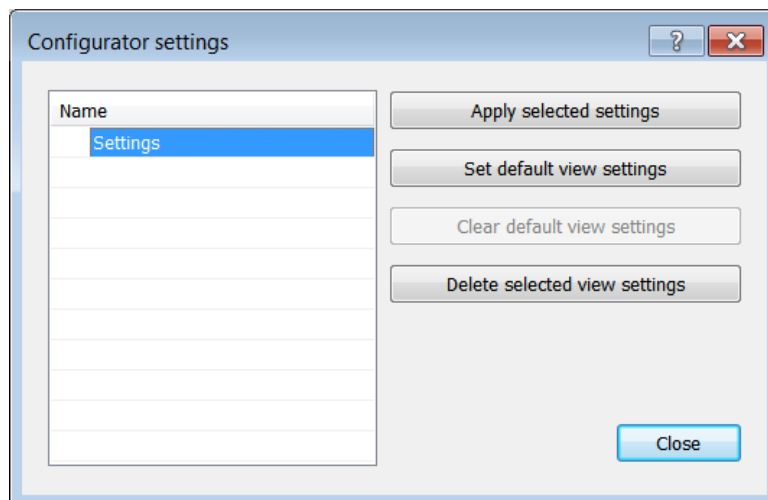 Configurator settings
Name
Settings
Apply selected settings
Set default view settings
Clear default view settings
Delete selected view settings
Close